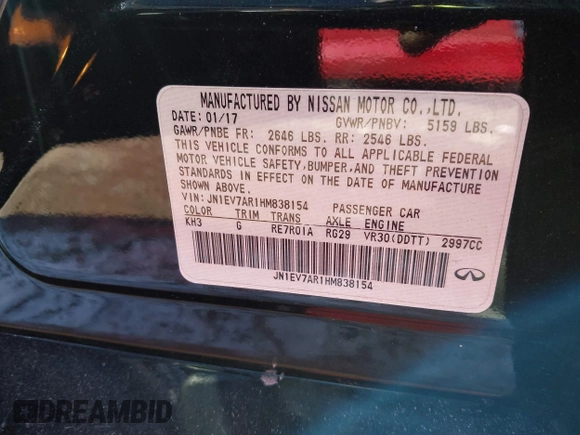 MANUFACTURED BY NISSAN MOTOR CO.,LTD.
DATE: 01/17 GVWR/PNBV: 5159 LBS.
GAWR/PNBE FR: 2646 LBS. RR: 2546 LBS.
THIS VEHICLE CONFORMS TO ALL APPLICABLE FEDERAL
MOTOR VEHICLE SAFETY, BUMPER, AND THEFT PREVENTION
STANDARDS IN EFFECT ON THE DATE OF MANUFACTURE
SHOWN ABOVE.
VIN: JN1EV7AR1HM838154 PASSENGER CAR
COLOR TRIM TRANS AXLE ENGINE
KH3 G RE7R01A RG29 VR30(DDTT) 2997CC
JN1EV7AR1HM838154
DREAMBID